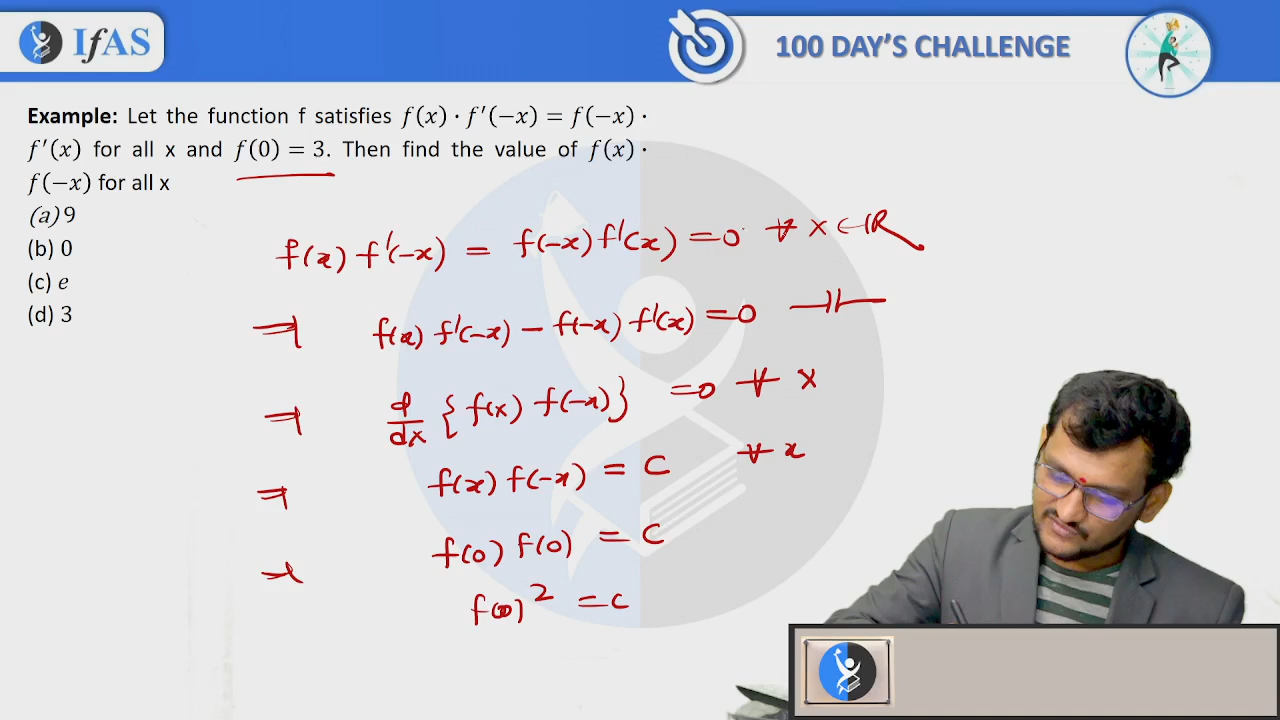 IfAS
100 DAY'S CHALLENGE
Example: Let the function f satisfies f(x) · f′(−x) = f(−x) ·
f′(x) for all x and f(0) = 3. Then find the value of f(x) ·
f(−x) for all x
(a) 9
(b) 0
(c) e
(d) 3
f(x) f'(-x) = f(-x) f'(x) = 0 ∀ x ∈ IR
⇒ f(x) f'(-x) - f(-x) f'(x) = 0 —||—
⇒ d/dx { f(x) f(-x) } = 0 ∀ x
⇒ f(x) f(-x) = C ∀ x
⇒ f(0) f(0) = C
f(0)² = C